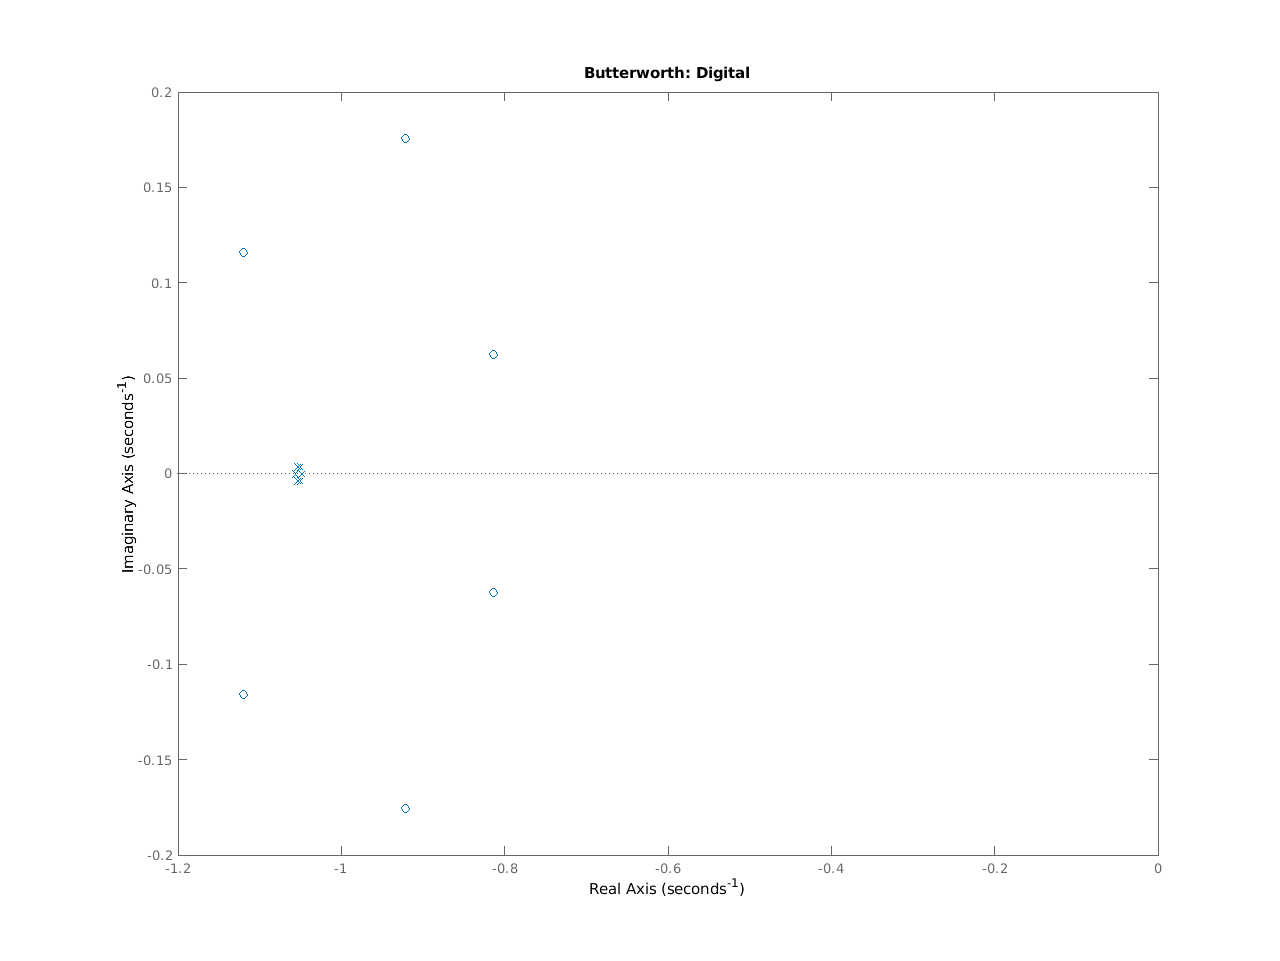 Butterworth: Digital
0.2
0.15
0.1
0.05
0
-0.05
-0.1
-0.15
-0.2
Imaginary Axis (seconds-1)
-1.2 -1 -0.8 -0.6 -0.4 -0.2 0
Real Axis (seconds-1)